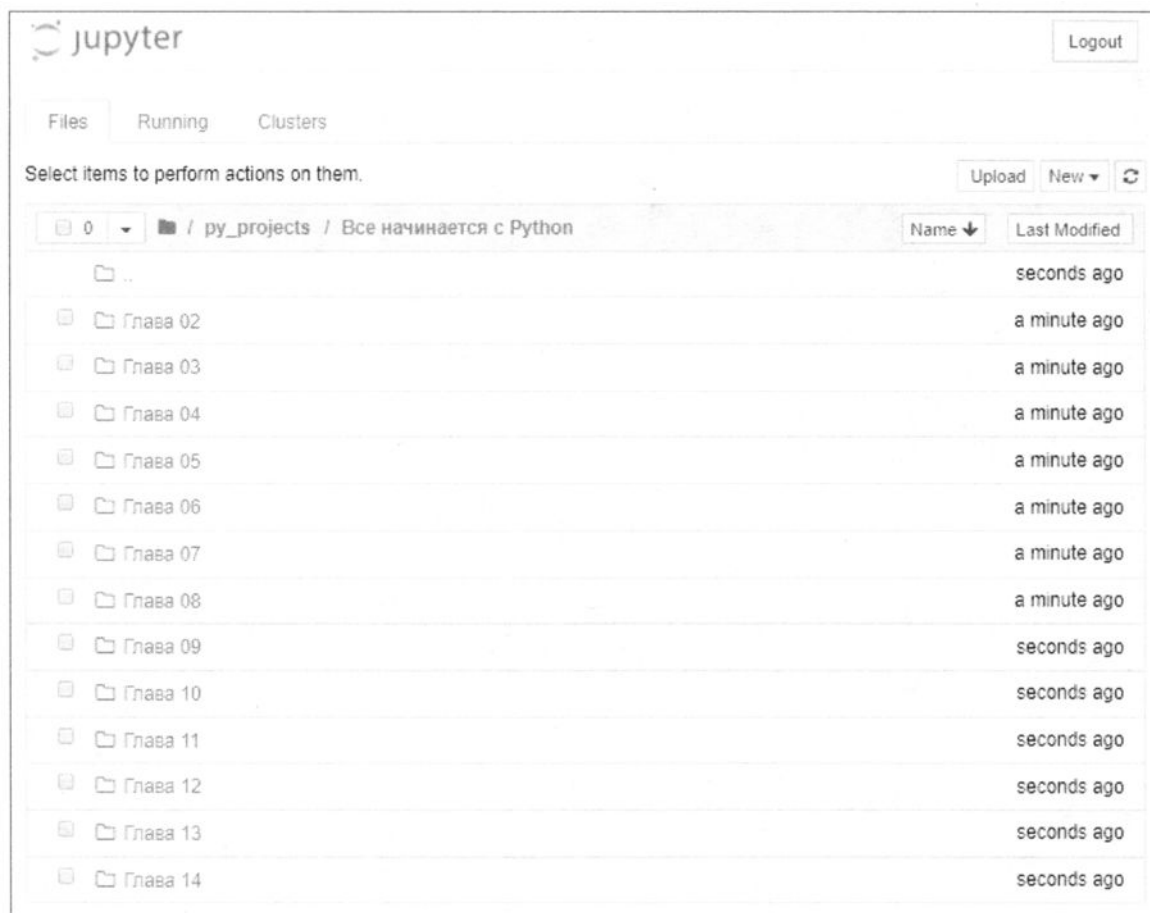 jupyter Logout
Files Running Clusters
Select items to perform actions on them. Upload New
0 / py_projects / Все начинается с Python Name Last Modified
.. seconds ago
Глава 02 a minute ago
Глава 03 a minute ago
Глава 04 a minute ago
Глава 05 a minute ago
Глава 06 a minute ago
Глава 07 a minute ago
Глава 08 a minute ago
Глава 09 seconds ago
Глава 10 seconds ago
Глава 11 seconds ago
Глава 12 seconds ago
Глава 13 seconds ago
Глава 14 seconds ago